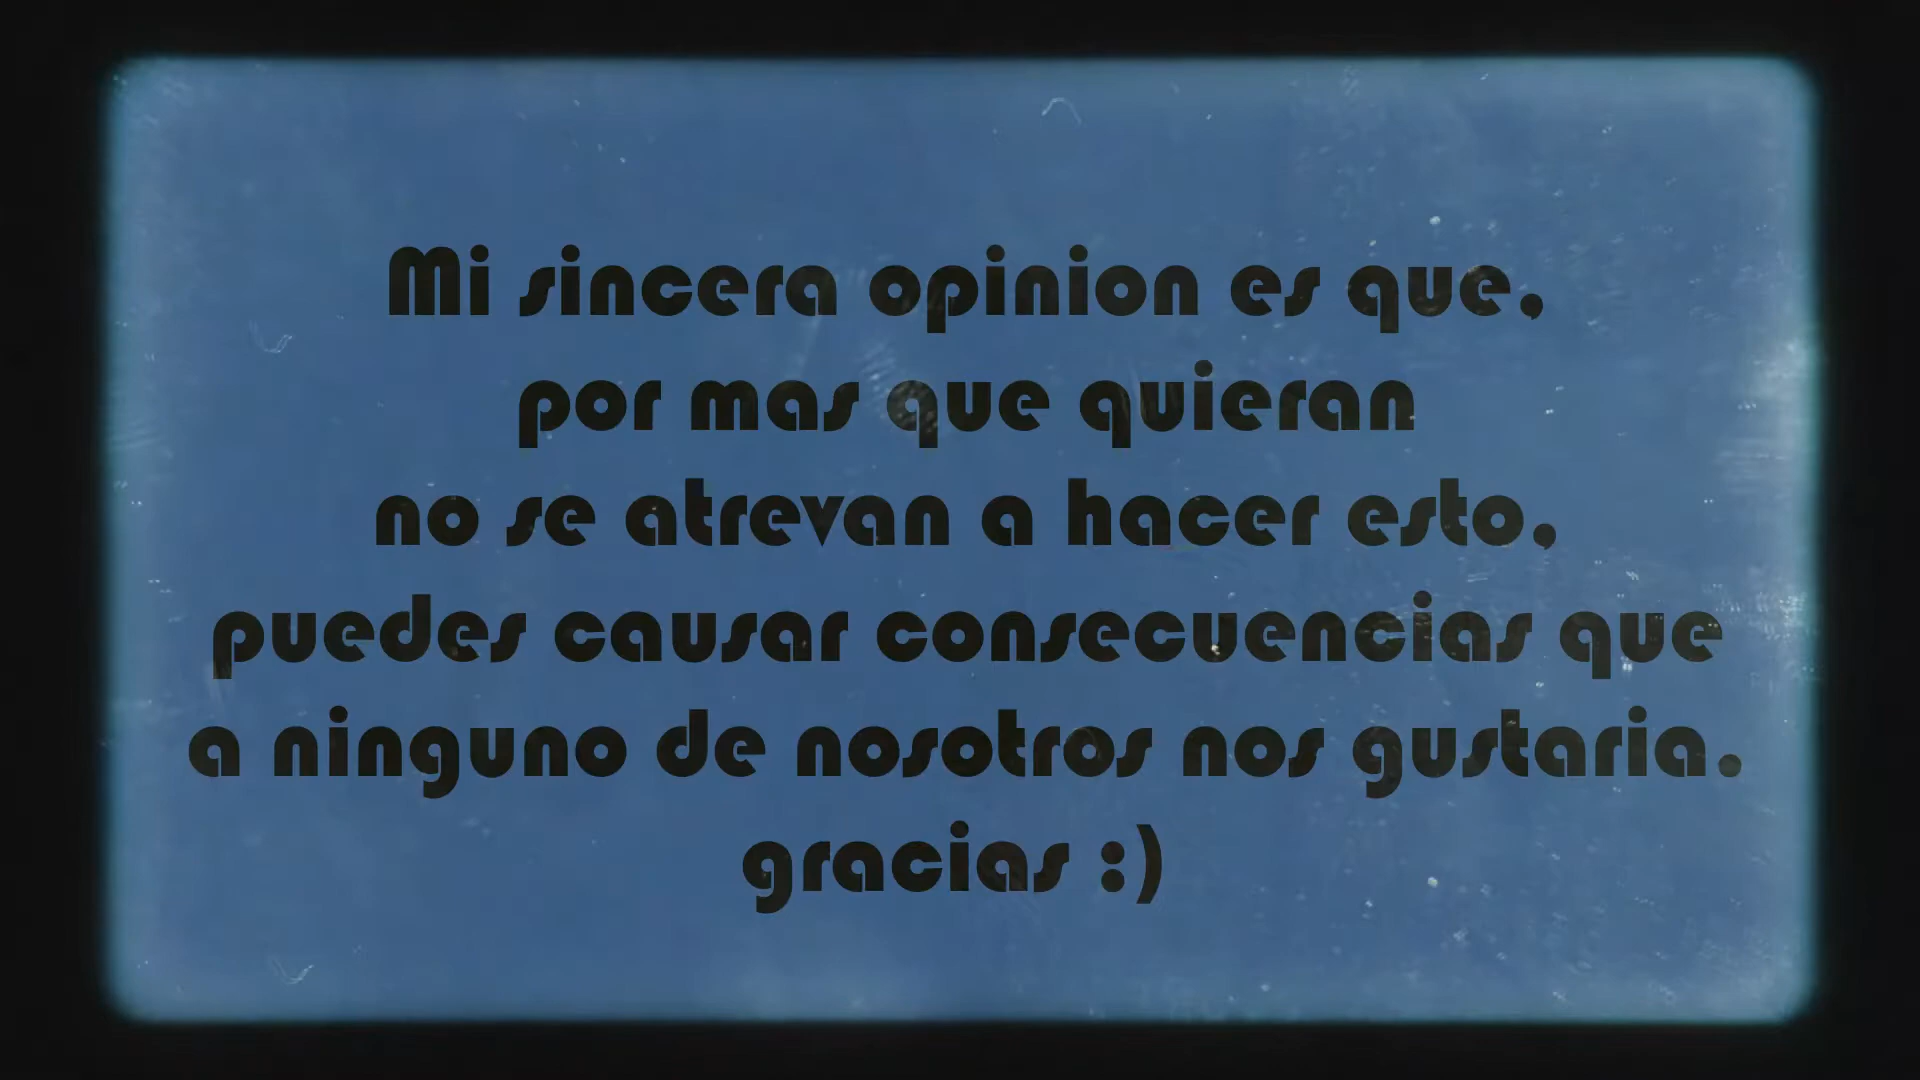 Mi sincera opinion es que,
por mas que quieran
no se atrevan a hacer esto,
puedes causar consecuencias que
a ninguno de nosotros nos gustaria.
gracias :)